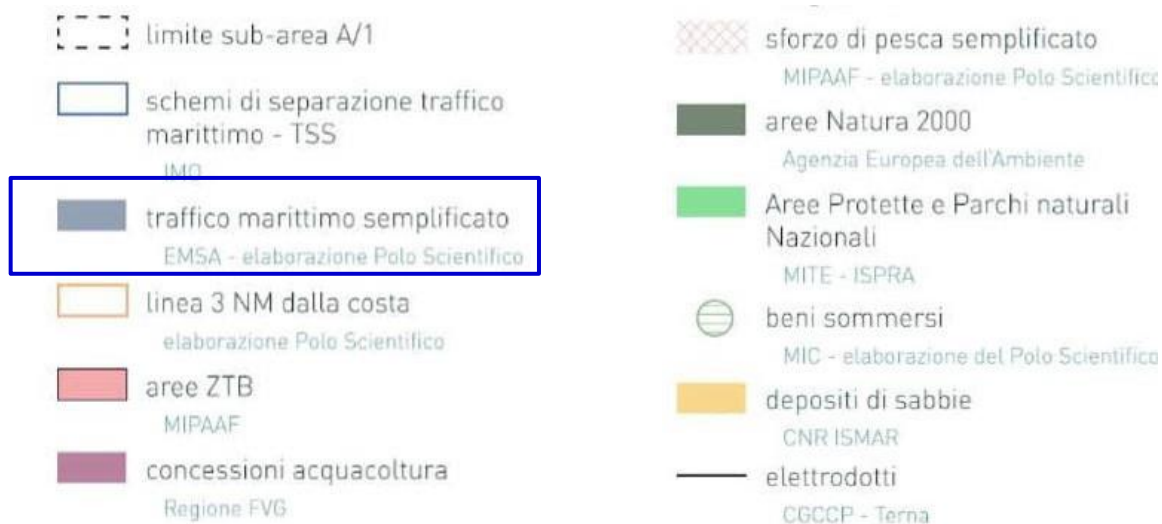 limite sub-area A/1
schemi di separazione traffico
marittimo - TSS
IMO
traffico marittimo semplificato
EMSA - elaborazione Polo Scientifico
linea 3 NM dalla costa
elaborazione Polo Scientifico
aree ZTB
MIPAAF
concessioni acquacoltura
Regione FVG
sforzo di pesca semplificato
MIPAAF - elaborazione Polo Scientifico
aree Natura 2000
Agenzia Europea dell'Ambiente
Aree Protette e Parchi naturali
Nazionali
MITE - ISPRA
beni sommersi
MIC - elaborazione del Polo Scientifico
depositi di sabbie
CNR ISMAR
elettrodotti
CGCCP - Terna